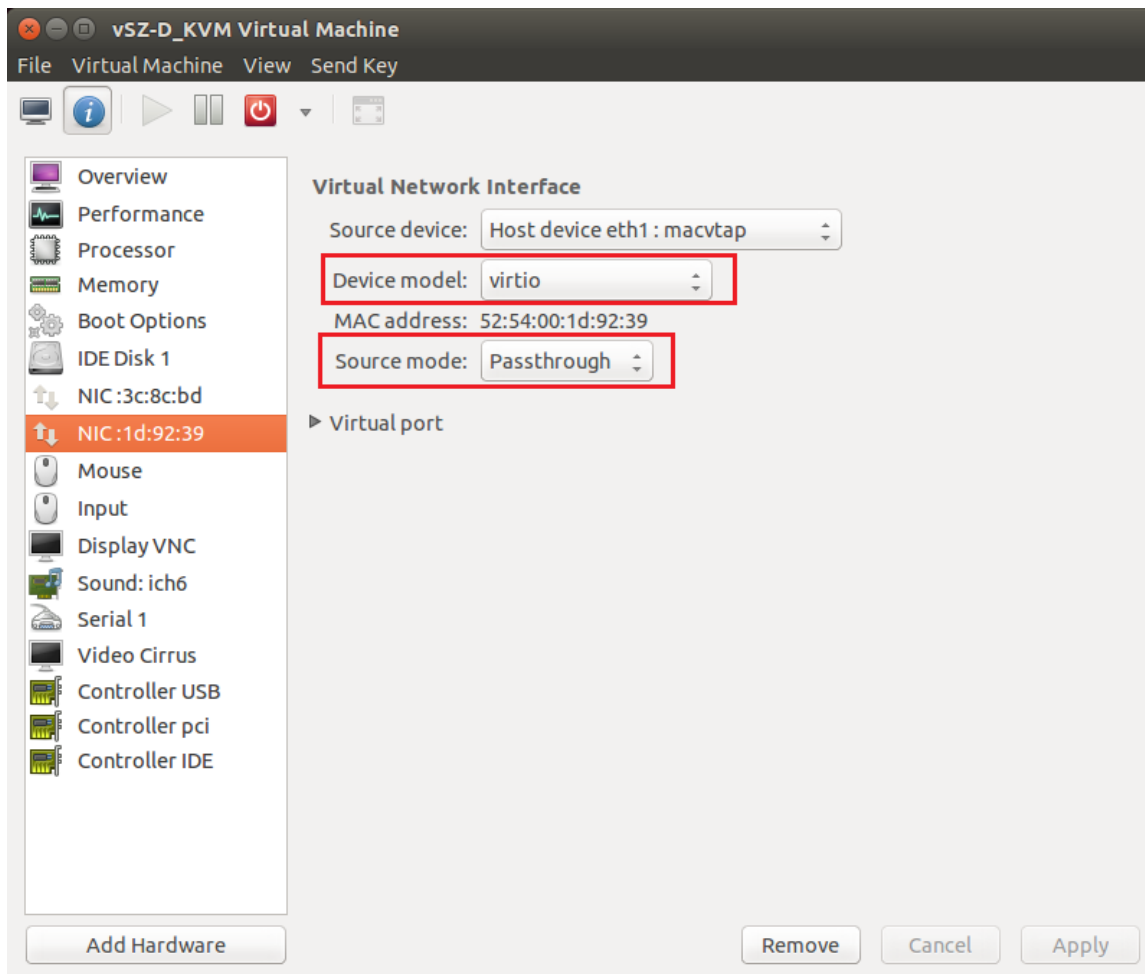 vSZ-D_KVM Virtual Machine
File Virtual Machine View Send Key
Overview
Performance
Processor
Memory
Boot Options
IDE Disk 1
NIC :3c:8c:bd
NIC :1d:92:39
Mouse
Input
Display VNC
Sound: ich6
Serial 1
Video Cirrus
Controller USB
Controller pci
Controller IDE
Add Hardware
Virtual Network Interface
Source device: Host device eth1 : macvtap
Device model: virtio
MAC address: 52:54:00:1d:92:39
Source mode: Passthrough
Virtual port
Remove Cancel Apply